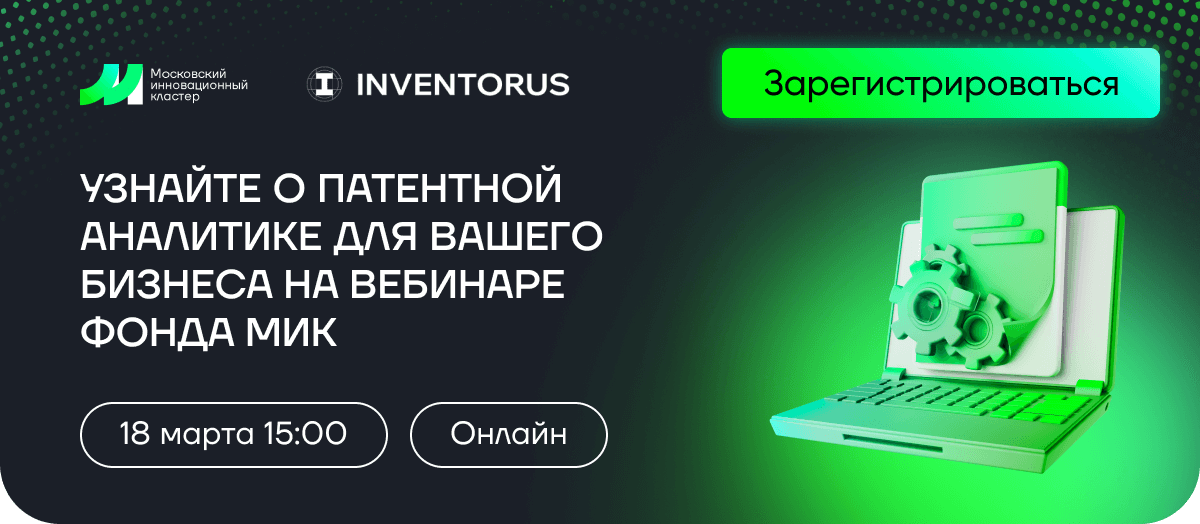 Московский
инновационный
кластер
INVENTORUS
Зарегистрироваться
УЗНАЙТЕ О ПАТЕНТНОЙ
АНАЛИТИКЕ ДЛЯ ВАШЕГО
БИЗНЕСА НА ВЕБИНАРЕ
ФОНДА МИК
18 марта 15:00
Онлайн